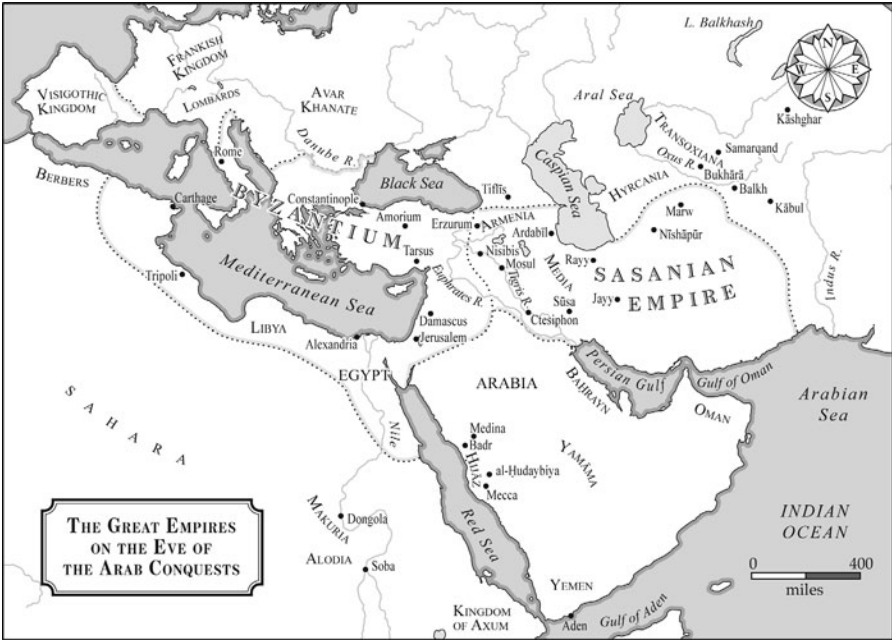 L. Balkhash
N
W E
S
FRANKISH
KINGDOM
VISIGOTHIC
KINGDOM
LOMBARDS
AVAR
KHANATE
Aral Sea
Kāshghar
TRANSOXIANA
Samarqand
Oxus R.
Bukhārā
Danube R.
Rome
Caspian Sea
HYRCANIA
Balkh
BERBERS
Black Sea
Tiflīs
Kābul
Carthage
BYZANTIUM
Constantinople
Amorium
Erzurum
ARMENIA
Marw
Ardabīl
Nīshāpūr
Tarsus
Nisibis
Mosul
MEDIA
Rayy
SASANIAN
EMPIRE
Indus R.
Tripoli
Mediterranean Sea
Euphrates R.
Tigris R.
Sūsa
Jayy
Ctesiphon
LIBYA
Damascus
Alexandria
Jerusalem
EGYPT
ARABIA
Persian Gulf
BAḤRAYN
Gulf of Oman
OMAN
Arabian
Sea
SAHARA
Nile
Medina
Badr
HIJĀZ
YAMĀMA
al-Ḥudaybiya
Mecca
Red Sea
THE GREAT EMPIRES
ON THE EVE OF
THE ARAB CONQUESTS
MAKURIA
Dongola
ALODIA
Soba
INDIAN
OCEAN
0 400
miles
YEMEN
KINGDOM
OF AXUM
Aden
Gulf of Aden